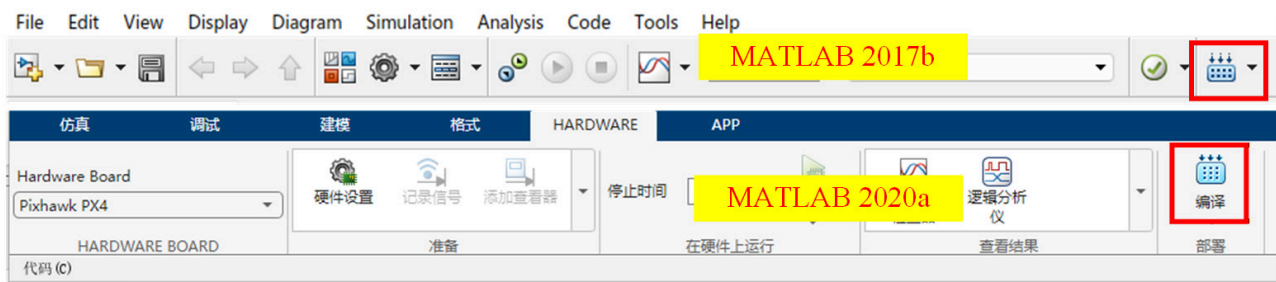 File Edit View Display Diagram Simulation Analysis Code Tools Help
MATLAB 2017b
仿真 调试 建模 格式 HARDWARE APP
Hardware Board
Pixhawk PX4
硬件设置 记录信号 添加查看器
停止时间
MATLAB 2020a
逻辑分析
仪
编译
HARDWARE BOARD 准备 在硬件上运行 查看结果 部署
代码(C)